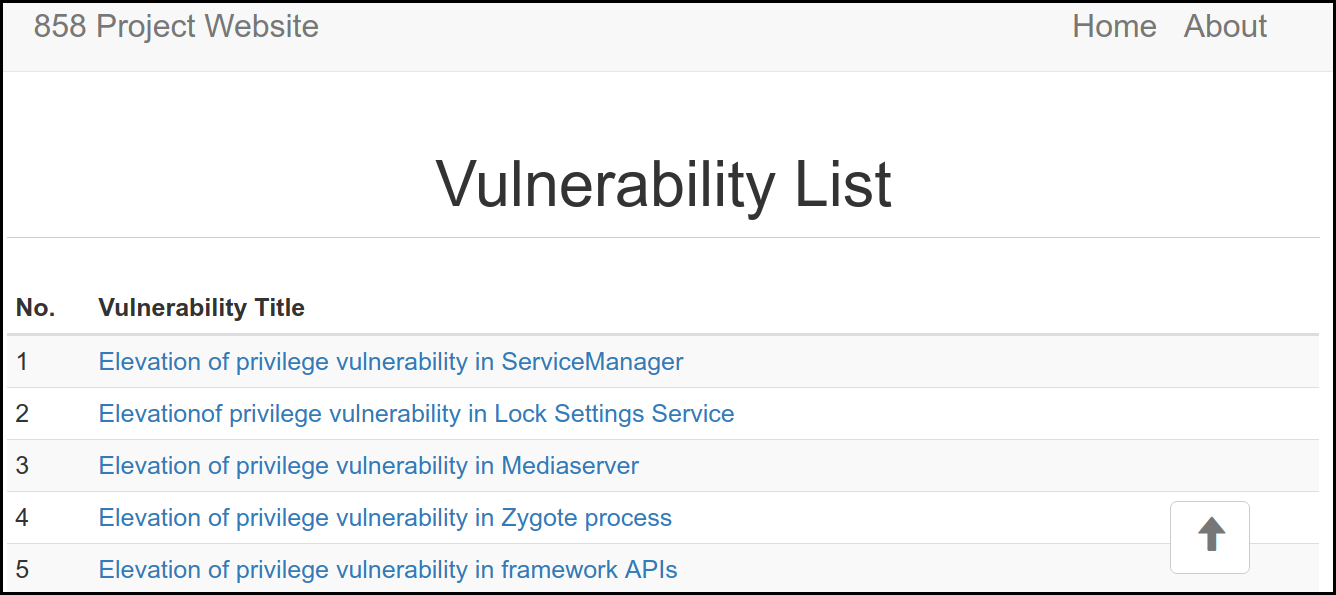 858 Project Website Home About
Vulnerability List
No. Vulnerability Title
1 Elevation of privilege vulnerability in ServiceManager
2 Elevationof privilege vulnerability in Lock Settings Service
3 Elevation of privilege vulnerability in Mediaserver
4 Elevation of privilege vulnerability in Zygote process
5 Elevation of privilege vulnerability in framework APIs